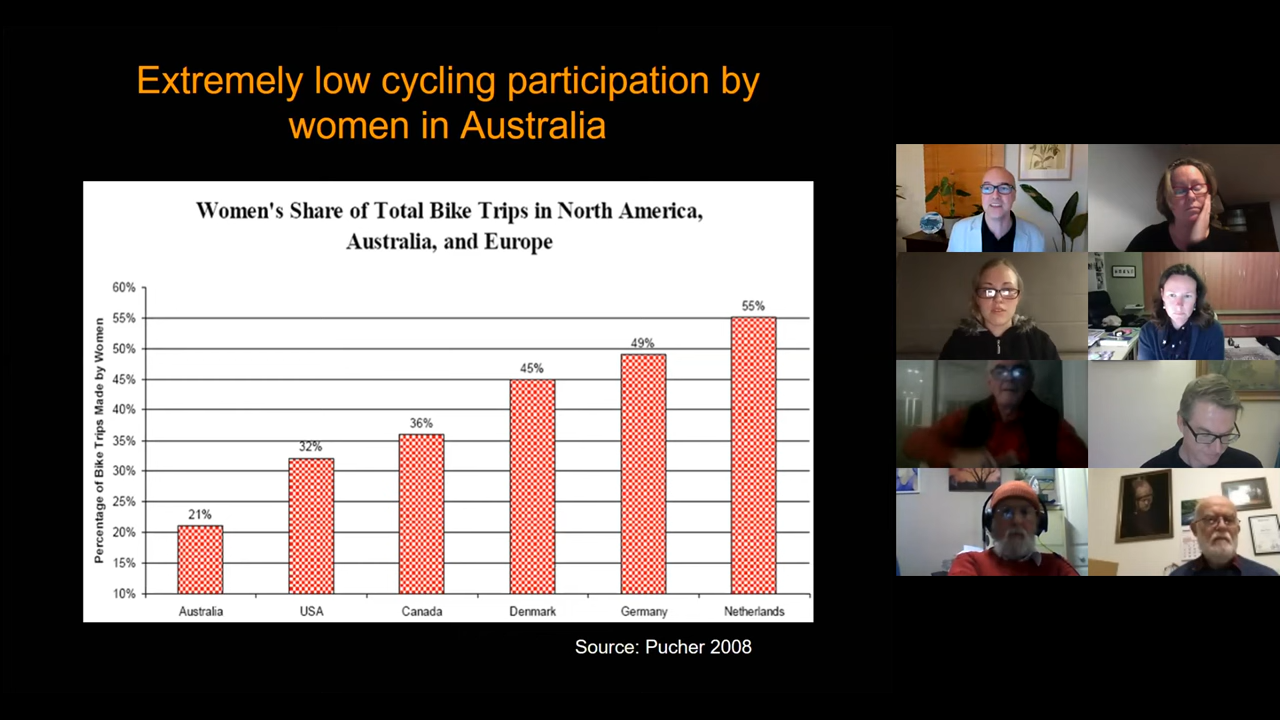 Extremely low cycling participation by
women in Australia
Women's Share of Total Bike Trips in North America,
Australia, and Europe
Percentage of Bike Trips Made by Women
60%
55%
50%
45%
40%
35%
30%
25%
20%
15%
10%
21%
32%
36%
45%
49%
55%
Australia
USA
Canada
Denmark
Germany
Netherlands
Source: Pucher 2008